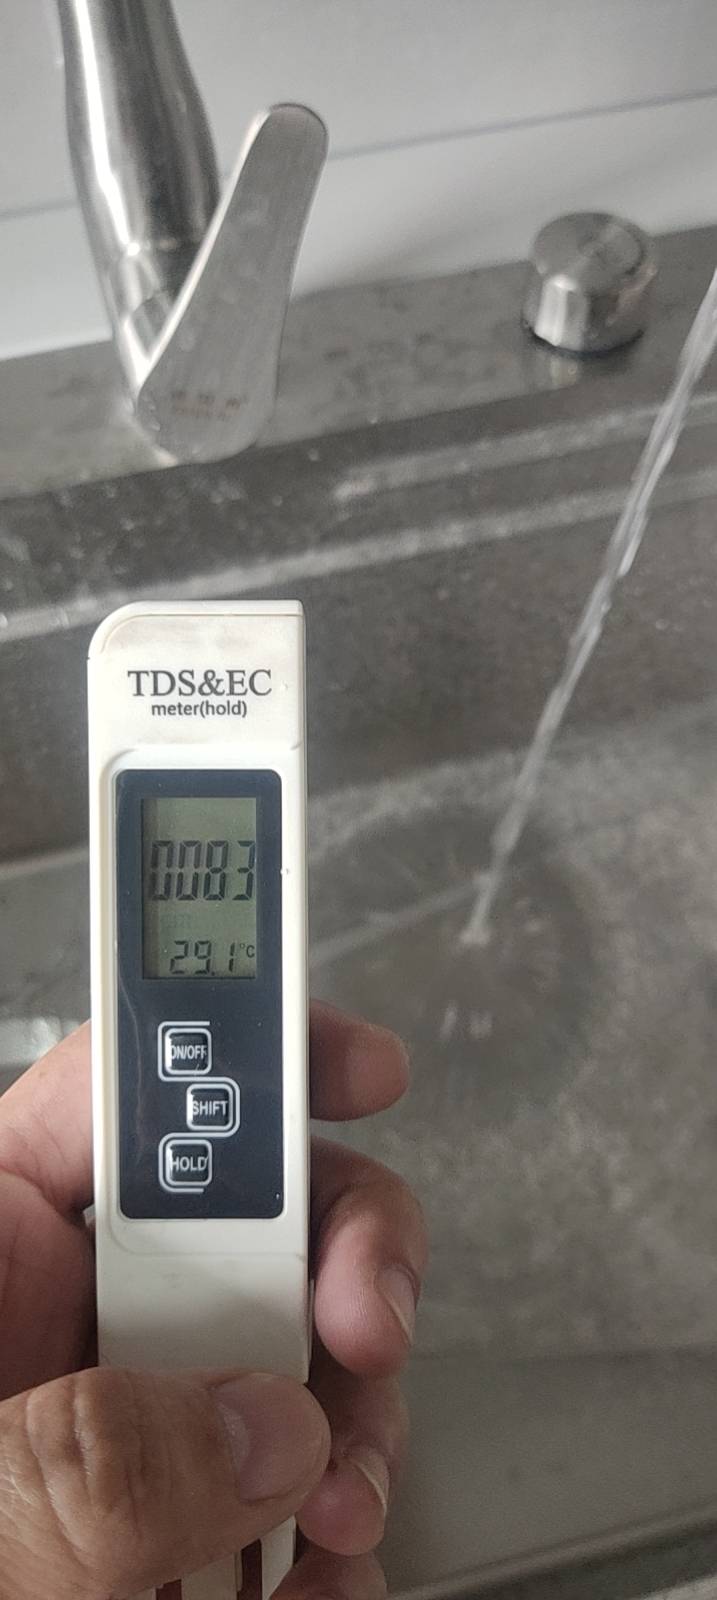 TDS&EC
meter(hold)
0083
29.1°C
ON/OFF
SHIFT
HOLD